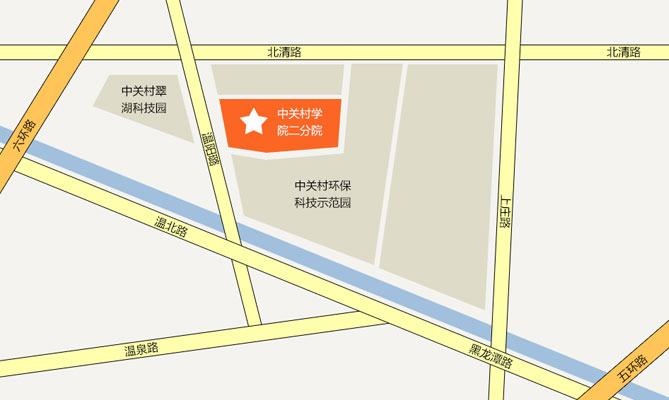 北清路
北清路
中关村翠
湖科技园
中关村学
院二分院
六环路
温阳路
中关村环保
科技示范园
上庄路
温北路
温泉路
黑龙潭路
五环路